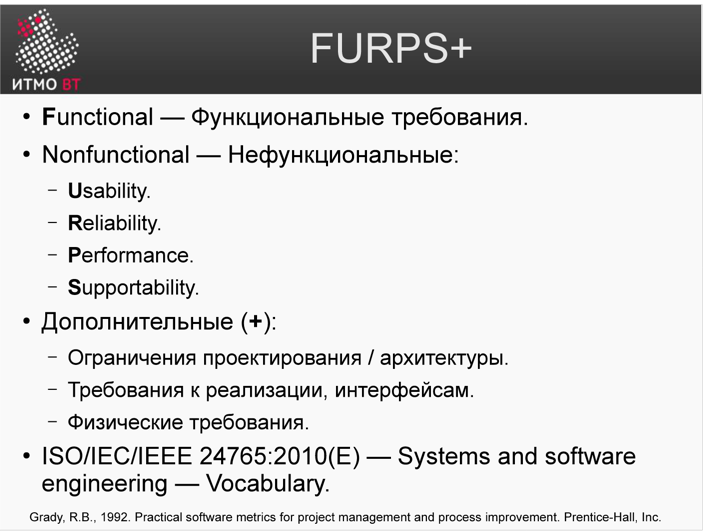 ИТМО ВТ
FURPS+
• Functional — Функциональные требования.
• Nonfunctional — Нефункциональные:
– Usability.
– Reliability.
– Performance.
– Supportability.
• Дополнительные (+):
– Ограничения проектирования / архитектуры.
– Требования к реализации, интерфейсам.
– Физические требования.
• ISO/IEC/IEEE 24765:2010(E) — Systems and software
engineering — Vocabulary.
Grady, R.B., 1992. Practical software metrics for project management and process improvement. Prentice-Hall, Inc.